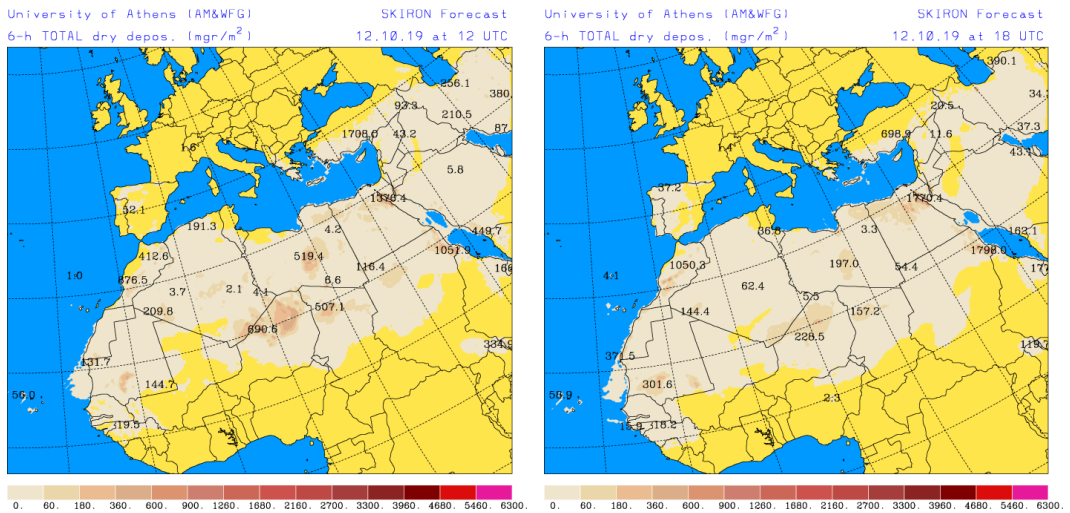 University of Athens (AM&WFG) SKIRON Forecast
6-h TOTAL dry depos. (mgr/m²) 12.10.19 at 12 UTC
256.1
380.
93.3
210.5
1708.0 43.2 87
1.6
5.8
52.1 1370.4
191.3 4.2 449.7
412.6 519.4 116.4 1051.9
1.0 876.5 6.6 166
3.7 2.1 4.1
209.8 507.1
690.6
334.9
131.7
56.0 144.7
19.5
0. 60. 180. 360. 600. 900. 1260. 1680. 2160. 2700. 3300. 3960. 4680. 5460. 6300.
University of Athens (AM&WFG) SKIRON Forecast
6-h TOTAL dry depos. (mgr/m²) 12.10.19 at 18 UTC
390.1
34.
20.5
698.9 11.6 37.3
1.4 43.1
37.2 1770.4
36.8 3.3 162.1
1050.3 197.0 54.4 1798.0
4.1 177
62.4 5.5
144.4 157.2
228.5
371.5 119.7
301.6
56.9 2.3
15.9 16.2
0. 60. 180. 360. 600. 900. 1260. 1680. 2160. 2700. 3300. 3960. 4680. 5460. 6300.